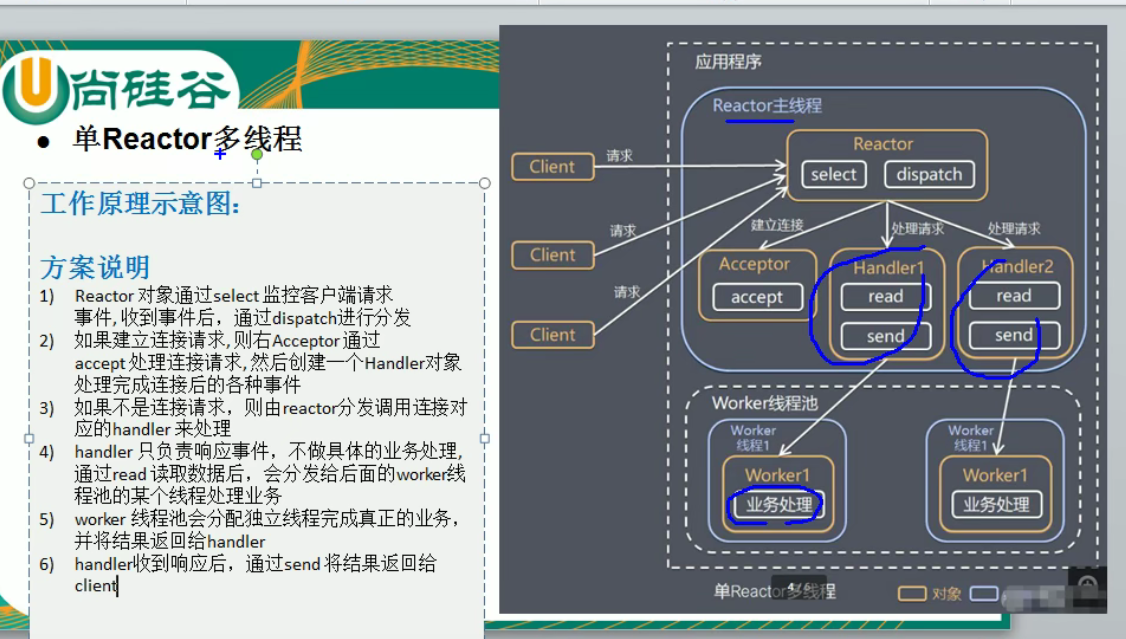 尚硅谷
● 单Reactor多线程
工作原理示意图:
方案说明
1) Reactor 对象通过select 监控客户端请求
事件, 收到事件后，通过dispatch进行分发
2) 如果建立连接请求, 则右Acceptor 通过
accept 处理连接请求, 然后创建一个Handler对象
处理完成连接后的各种事件
3) 如果不是连接请求，则由reactor分发调用连接对
应的handler 来处理
4) handler 只负责响应事件，不做具体的业务处理,
通过read 读取数据后，会分发给后面的worker线
程池的某个线程处理业务
5) worker 线程池会分配独立线程完成真正的业务，
并将结果返回给handler
6) handler收到响应后，通过send 将结果返回给
client
应用程序
Reactor主线程
Reactor
select
dispatch
Client
请求
Client
请求
Client
请求
建立连接
处理请求
处理请求
Acceptor
accept
Handler1
read
send
Handler2
read
send
Worker线程池
Worker
线程1
Worker1
业务处理
Worker
线程1
Worker1
业务处理
单Reactor多线程
对象